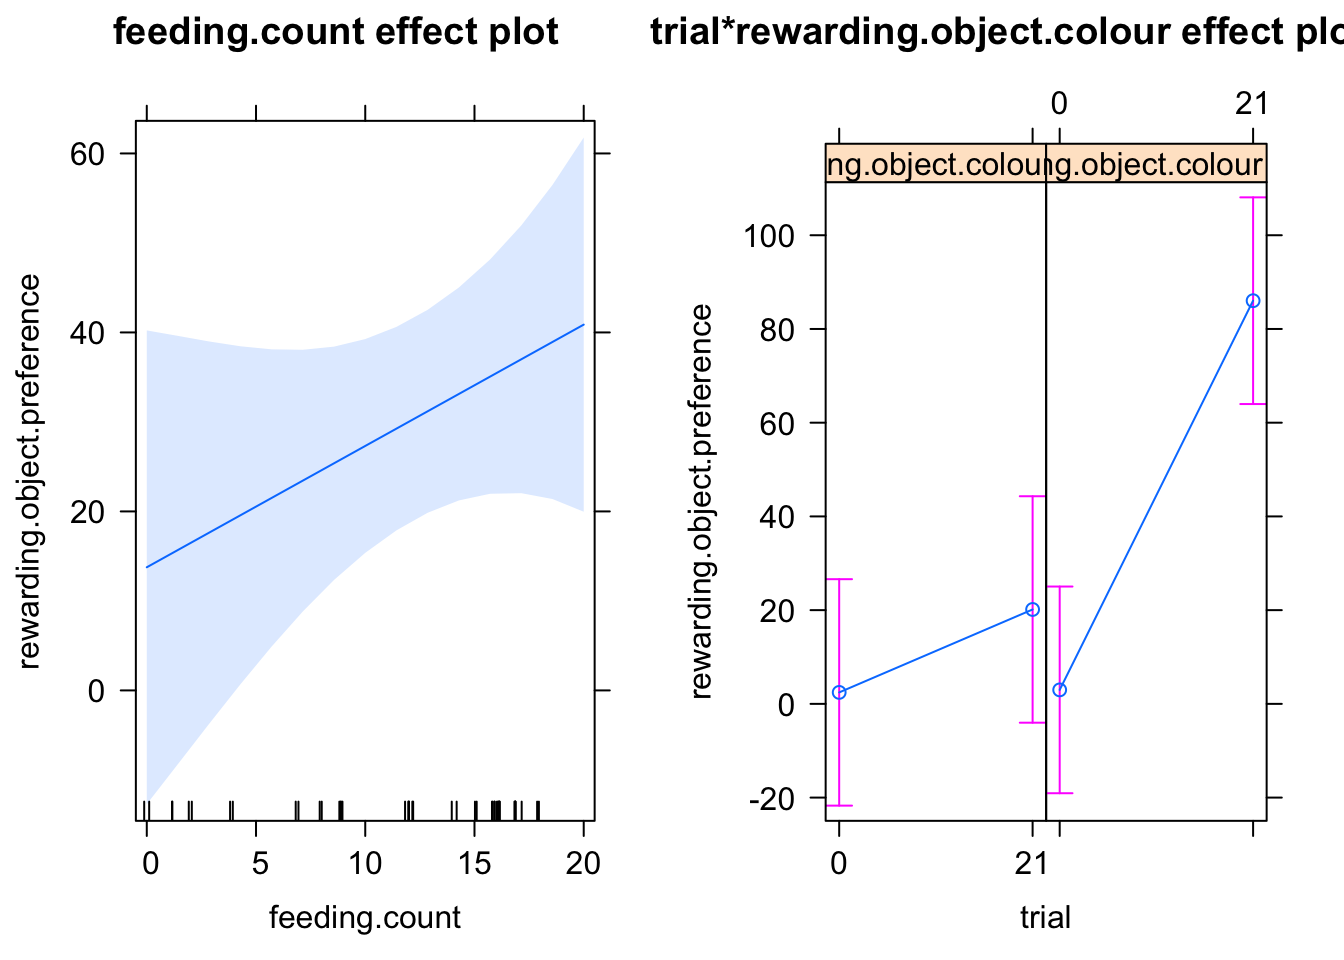 feeding.count effect plot
60
40
20
0
rewarding.object.preference
0 5 10 15 20
feeding.count
trial*rewarding.object.colour effect plo
0 21
ng.object.colou ng.object.colour
100
80
60
40
20
0
-20
rewarding.object.preference
0 21
trial